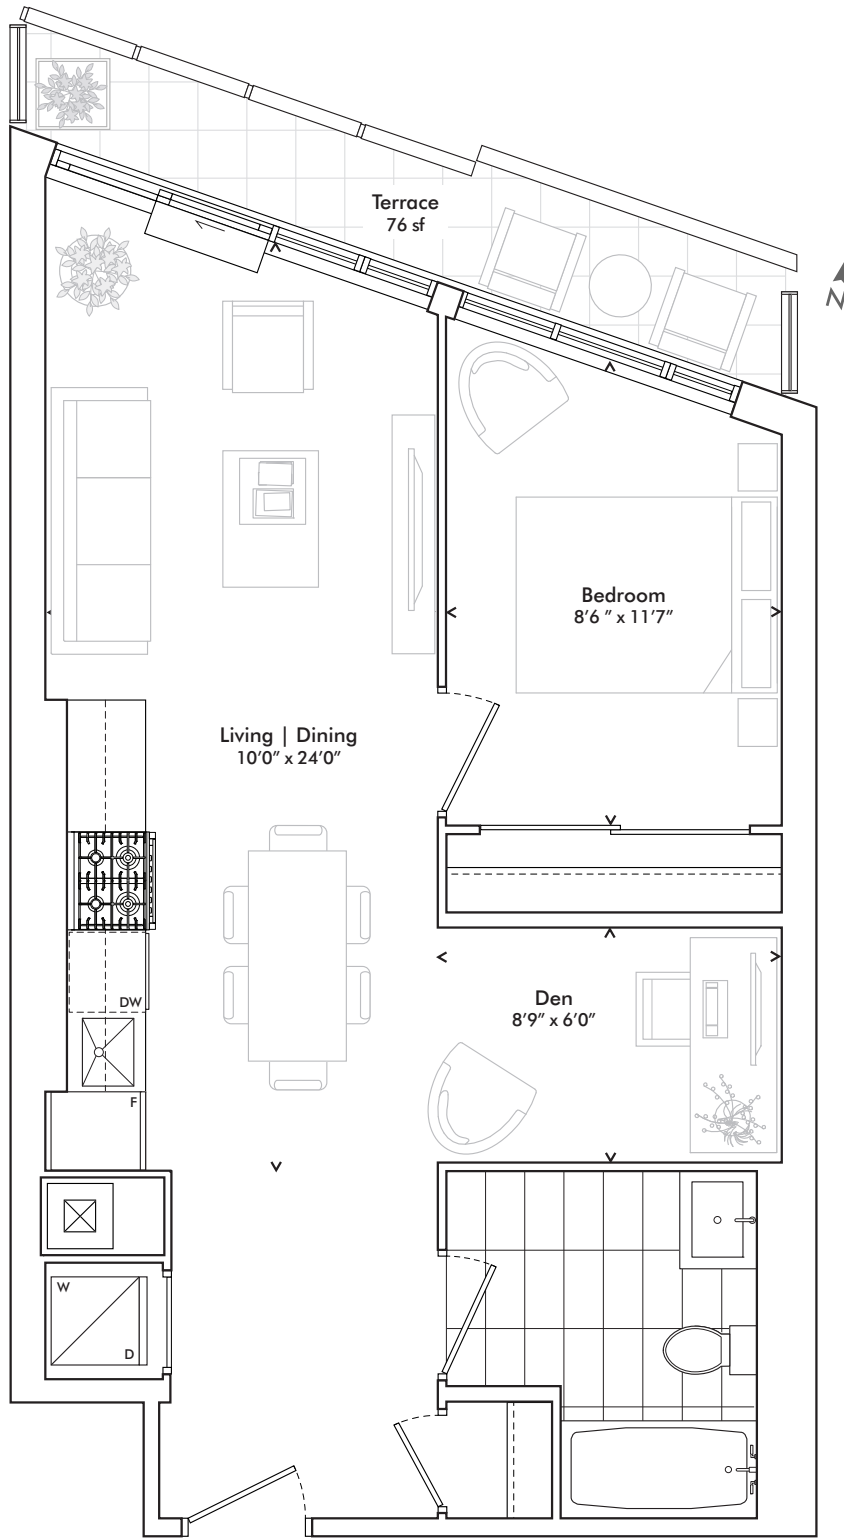 Terrace
76 sf
N
Bedroom
8’6 ” x 11’7”
Living | Dining
10’0” x 24’0”
Den
8’9” x 6’0”
DW
F
W
D